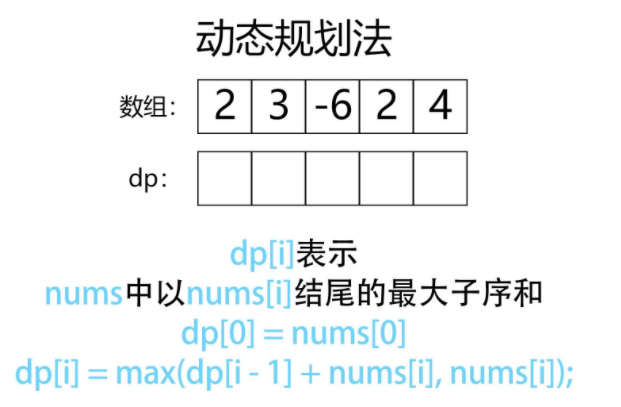 动态规划法
数组： 2 3 -6 2 4
dp：
dp[i]表示
nums中以nums[i]结尾的最大子序和
dp[0] = nums[0]
dp[i] = max(dp[i - 1] + nums[i], nums[i]);